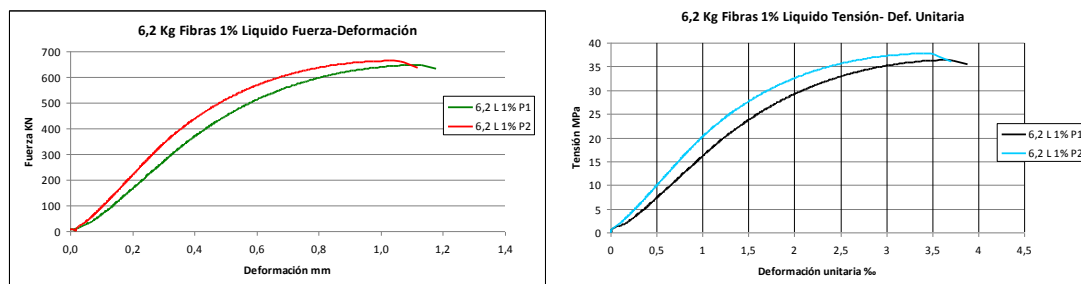 6,2 Kg Fibras 1% Liquido Fuerza-Deformación
Fuerza KN
700
600
500
400
300
200
100
0
0,0 0,2 0,4 0,6 0,8 1,0 1,2 1,4
Deformación mm
6,2 L 1% P1
6,2 L 1% P2
6,2 Kg Fibras 1% Liquido Tensión- Def. Unitaria
Tensión MPa
40
35
30
25
20
15
10
5
0
0 0,5 1 1,5 2 2,5 3 3,5 4 4,5
Deformación unitaria ‰
6,2 L 1% P1
6,2 L 1% P2